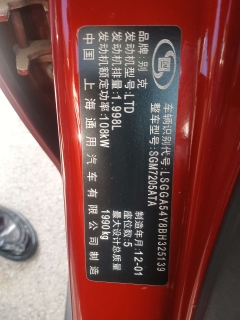 品牌:别克
发动机型号:LTD
发动机排量:1.998L
发动机额定功率:108kW
中国 上海通用汽车有限公司 制造
车辆识别代号:LSGGA54Y8BH325139
整车型号:SGM7205ATA
制造年月:12-01
座位数:5
最大设计总质量
1990kg